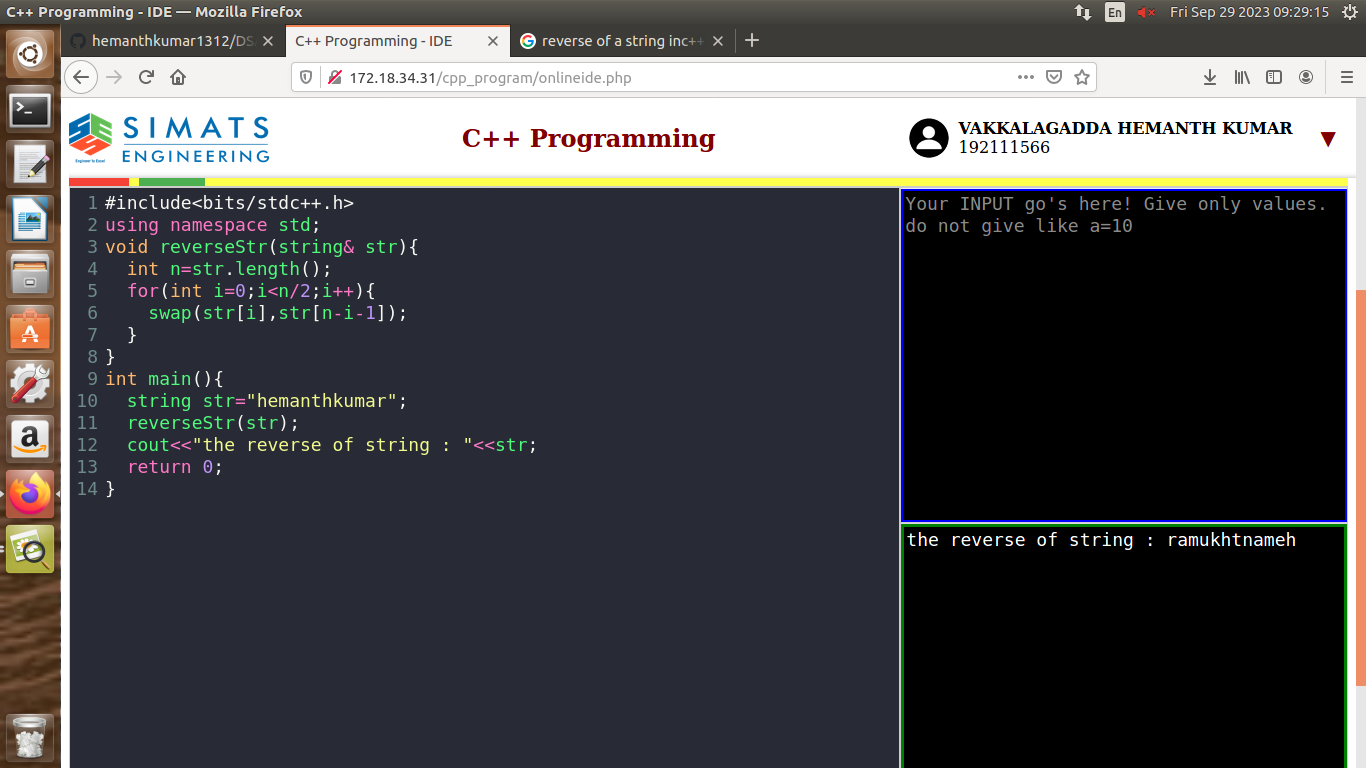 C++ Programming - IDE — Mozilla Firefox
En
Fri Sep 29 2023 09:29:15
hemanthkumar1312/DS
C++ Programming - IDE
reverse of a string inc++
172.18.34.31/cpp_program/onlineide.php
SIMATS
ENGINEERING
Engineer to Excel
C++ Programming
VAKKALAGADDA HEMANTH KUMAR
192111566
1 #include<bits/stdc++.h>
2 using namespace std;
3 void reverseStr(string& str){
4 int n=str.length();
5 for(int i=0;i<n/2;i++){
6 swap(str[i],str[n-i-1]);
7 }
8 }
9 int main(){
10 string str="hemanthkumar";
11 reverseStr(str);
12 cout<<"the reverse of string : "<<str;
13 return 0;
14 }
Your INPUT go's here! Give only values.
do not give like a=10
the reverse of string : ramukhtnameh